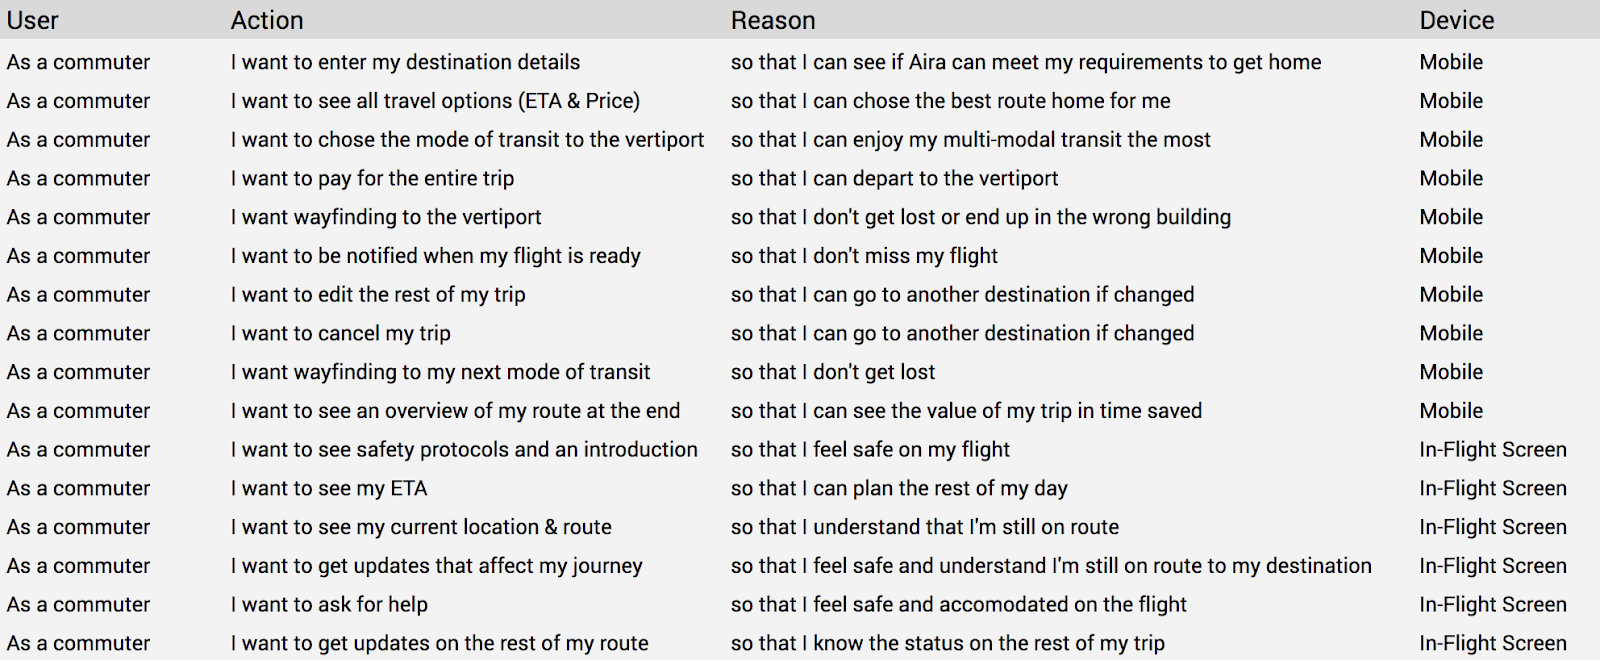 User Action Reason Device
As a commuter I want to enter my destination details so that I can see if Aira can meet my requirements to get home Mobile
As a commuter I want to see all travel options (ETA & Price) so that I can chose the best route home for me Mobile
As a commuter I want to chose the mode of transit to the vertiport so that I can enjoy my multi-modal transit the most Mobile
As a commuter I want to pay for the entire trip so that I can depart to the vertiport Mobile
As a commuter I want wayfinding to the vertiport so that I don't get lost or end up in the wrong building Mobile
As a commuter I want to be notified when my flight is ready so that I don't miss my flight Mobile
As a commuter I want to edit the rest of my trip so that I can go to another destination if changed Mobile
As a commuter I want to cancel my trip so that I can go to another destination if changed Mobile
As a commuter I want wayfinding to my next mode of transit so that I don't get lost Mobile
As a commuter I want to see an overview of my route at the end so that I can see the value of my trip in time saved Mobile
As a commuter I want to see safety protocols and an introduction so that I feel safe on my flight In-Flight Screen
As a commuter I want to see my ETA so that I can plan the rest of my day In-Flight Screen
As a commuter I want to see my current location & route so that I understand that I'm still on route In-Flight Screen
As a commuter I want to get updates that affect my journey so that I feel safe and understand I'm still on route to my destination In-Flight Screen
As a commuter I want to ask for help so that I feel safe and accomodated on the flight In-Flight Screen
As a commuter I want to get updates on the rest of my route so that I know the status on the rest of my trip In-Flight Screen